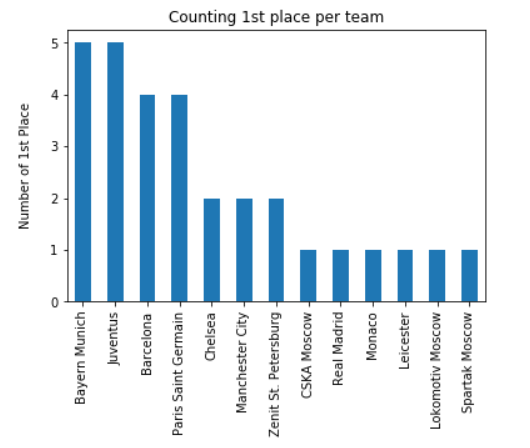 Counting 1st place per team
Number of 1st Place
5
4
3
2
1
0
Bayern Munich
Juventus
Barcelona
Paris Saint Germain
Chelsea
Manchester City
Zenit St. Petersburg
CSKA Moscow
Real Madrid
Monaco
Leicester
Lokomotiv Moscow
Spartak Moscow